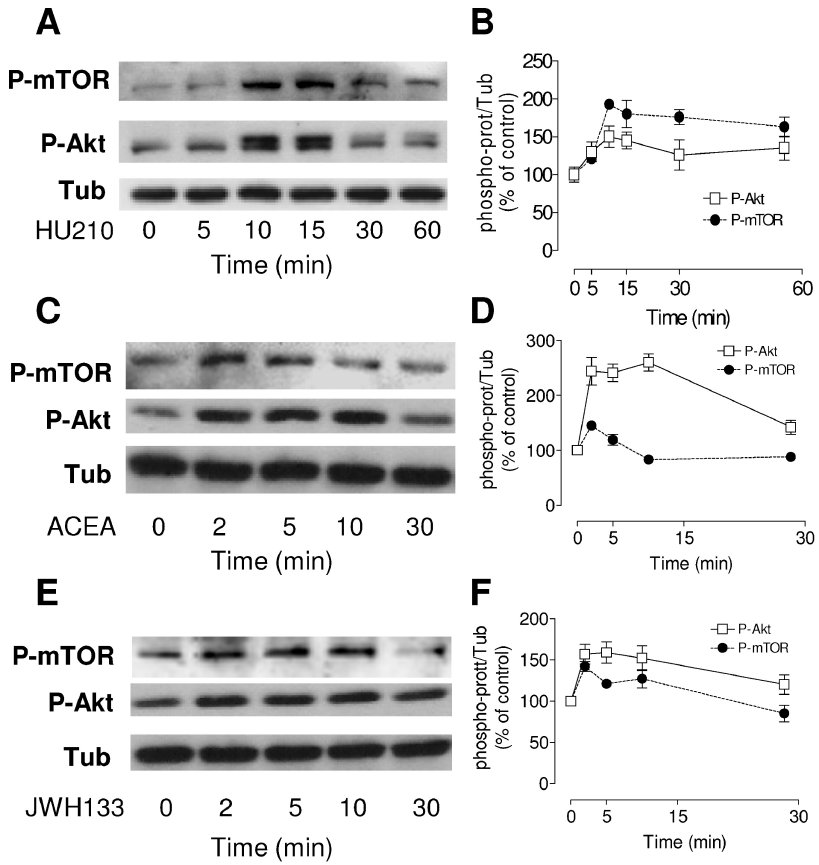 A
P-mTOR
P-Akt
Tub
HU210 0 5 10 15 30 60
Time (min)
B
phospho-prot/Tub
(% of control)
250
200
150
100
50
0
P-Akt
P-mTOR
0 5 15 30 60
Time (min)
C
P-mTOR
P-Akt
Tub
ACEA 0 2 5 10 30
Time (min)
D
phospho-prot/Tub
(% of control)
300
200
100
0
P-Akt
P-mTOR
0 5 15 30
Time (min)
E
P-mTOR
P-Akt
Tub
JWH133 0 2 5 10 30
Time (min)
F
phospho-prott/Tub
(% of control)
200
150
100
50
0
P-Akt
P-mTOR
0 5 15 30
Time (min)